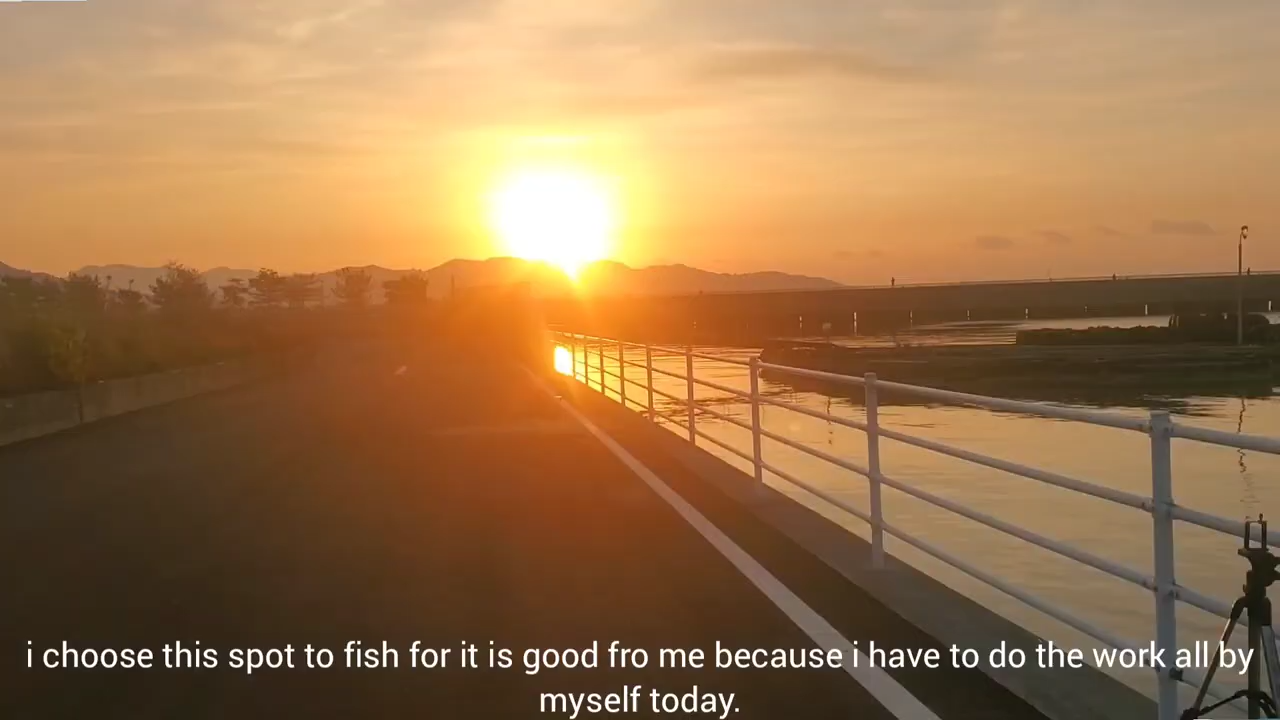 i choose this spot to fish for it is good fro me because i have to do the work all by
myself today.